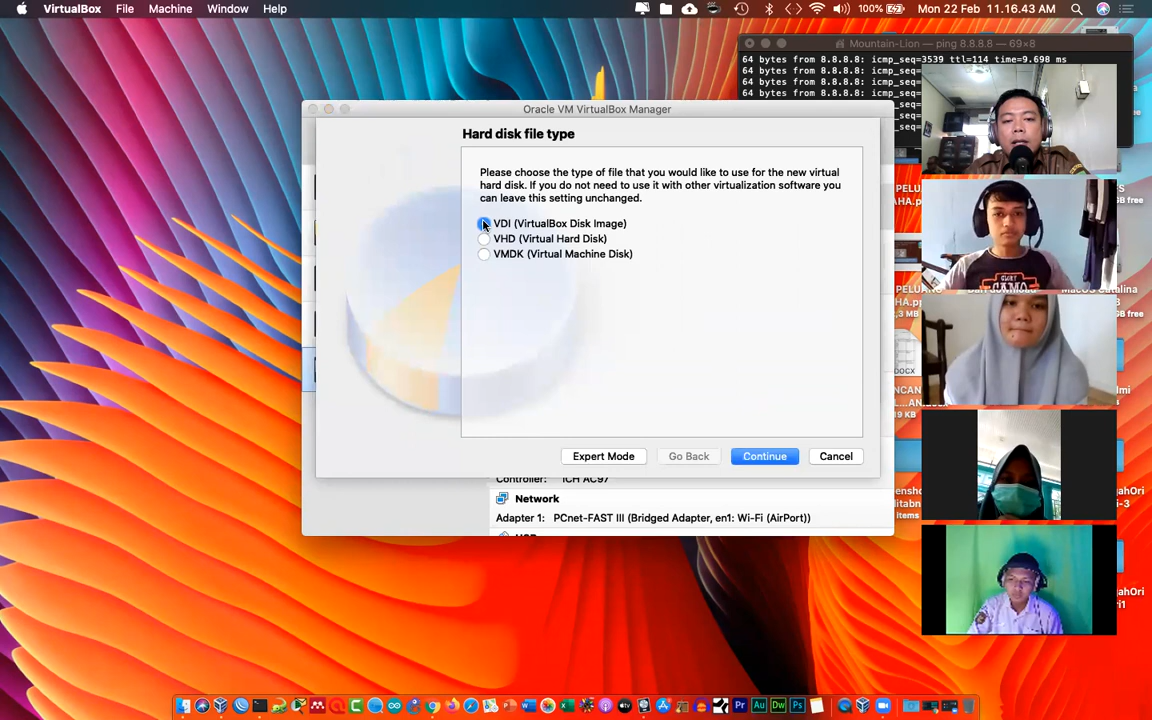 VirtualBox File Machine Window Help 100% Mon 22 Feb 11.16.43 AM
Mountain-Lion — ping 8.8.8.8 — 69×8
64 bytes from 8.8.8.8: icmp_seq=3539 ttl=114 time=9.698 ms
64 bytes from 8.8.8.8: icmp_s
64 bytes from 8.8.8.8: icmp_s
64 bytes from 8.8.8.8: icmp_s
Oracle VM VirtualBox Manager
Hard disk file type
Please choose the type of file that you would like to use for the new virtual
hard disk. If you do not need to use it with other virtualization software you
can leave this setting unchanged.
VDI (VirtualBox Disk Image)
VHD (Virtual Hard Disk)
VMDK (Virtual Machine Disk)
Expert Mode Go Back Continue Cancel
Controller: ICH AC97
Network
Adapter 1: PCnet-FAST III (Bridged Adapter, en1: Wi-Fi (AirPort))